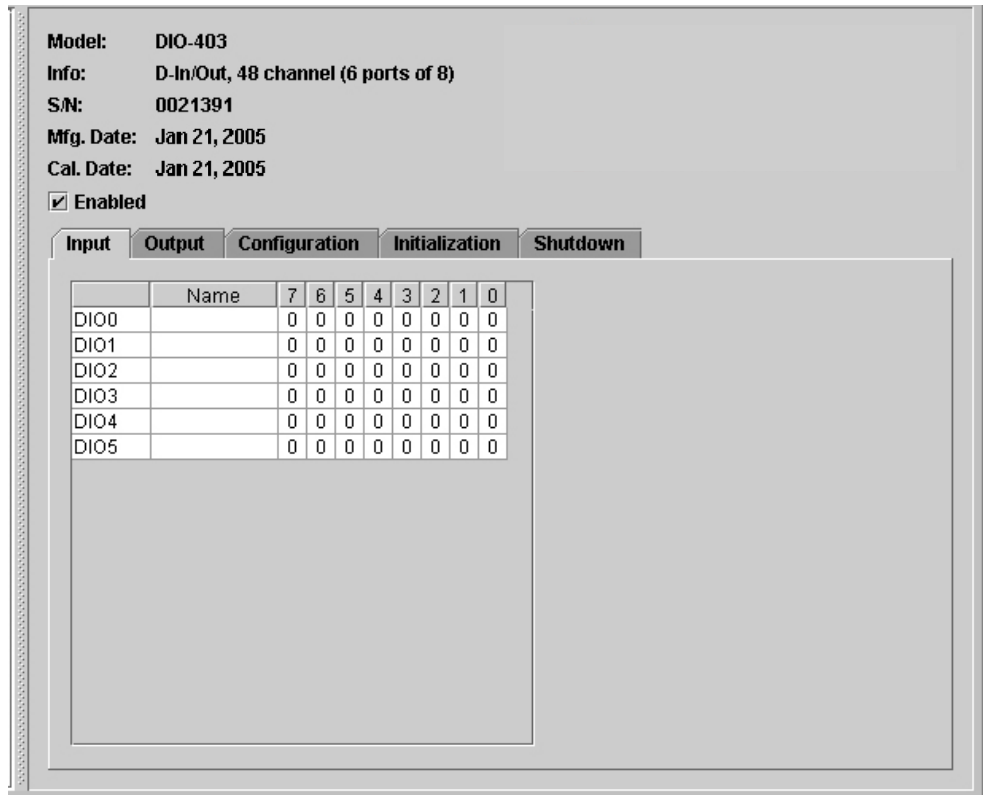 Model: DIO-403
Info: D-In/Out, 48 channel (6 ports of 8)
S/N: 0021391
Mfg. Date: Jan 21, 2005
Cal. Date: Jan 21, 2005
Enabled
Input Output Configuration Initialization Shutdown
Name 7 6 5 4 3 2 1 0
DIO0 0 0 0 0 0 0 0 0
DIO1 0 0 0 0 0 0 0 0
DIO2 0 0 0 0 0 0 0 0
DIO3 0 0 0 0 0 0 0 0
DIO4 0 0 0 0 0 0 0 0
DIO5 0 0 0 0 0 0 0 0